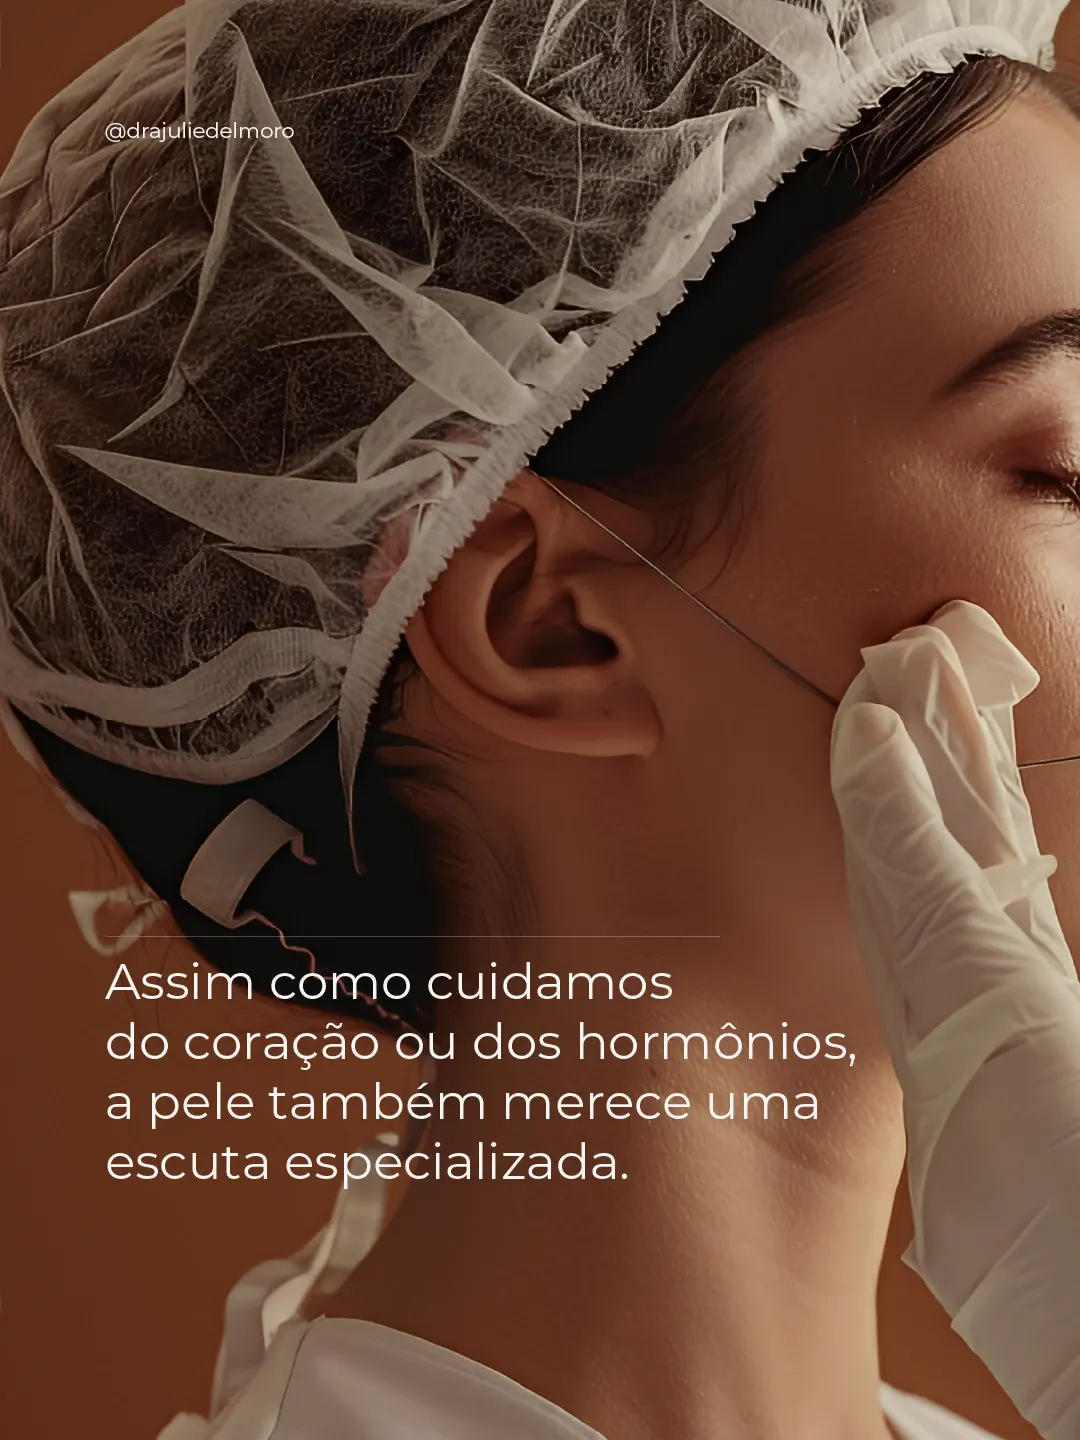 @drajuliedelmoro
Assim como cuidamos
do coração ou dos hormônios,
a pele também merece uma
escuta especializada.